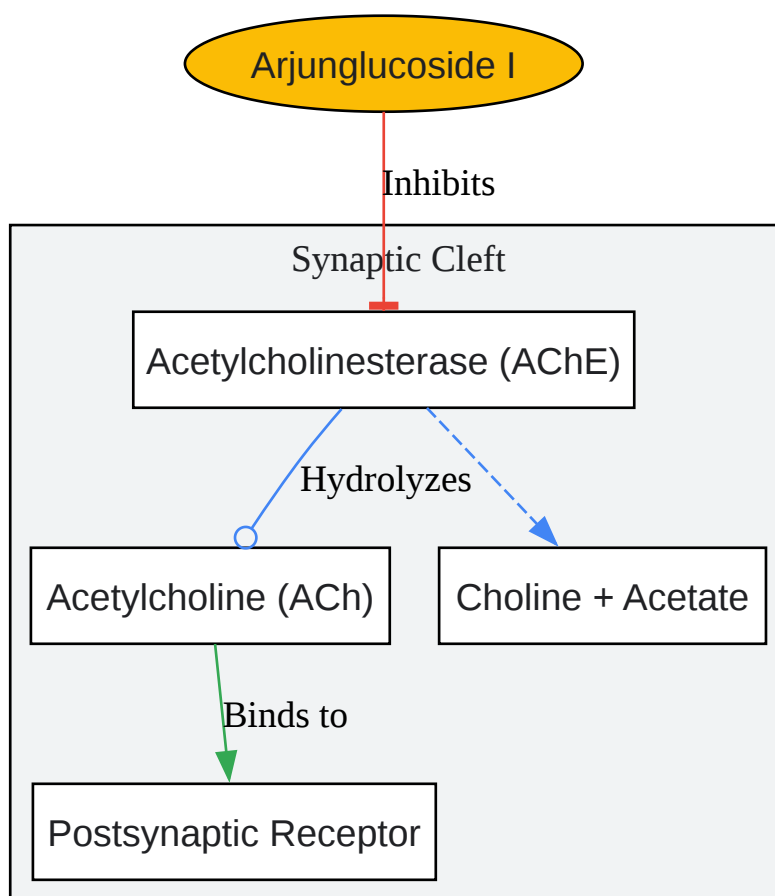 Arjunglucoside I
Inhibits
Synaptic Cleft
Acetylcholinesterase (AChE)
Hydrolyzes
Acetylcholine (ACh)
Choline + Acetate
Binds to
Postsynaptic Receptor